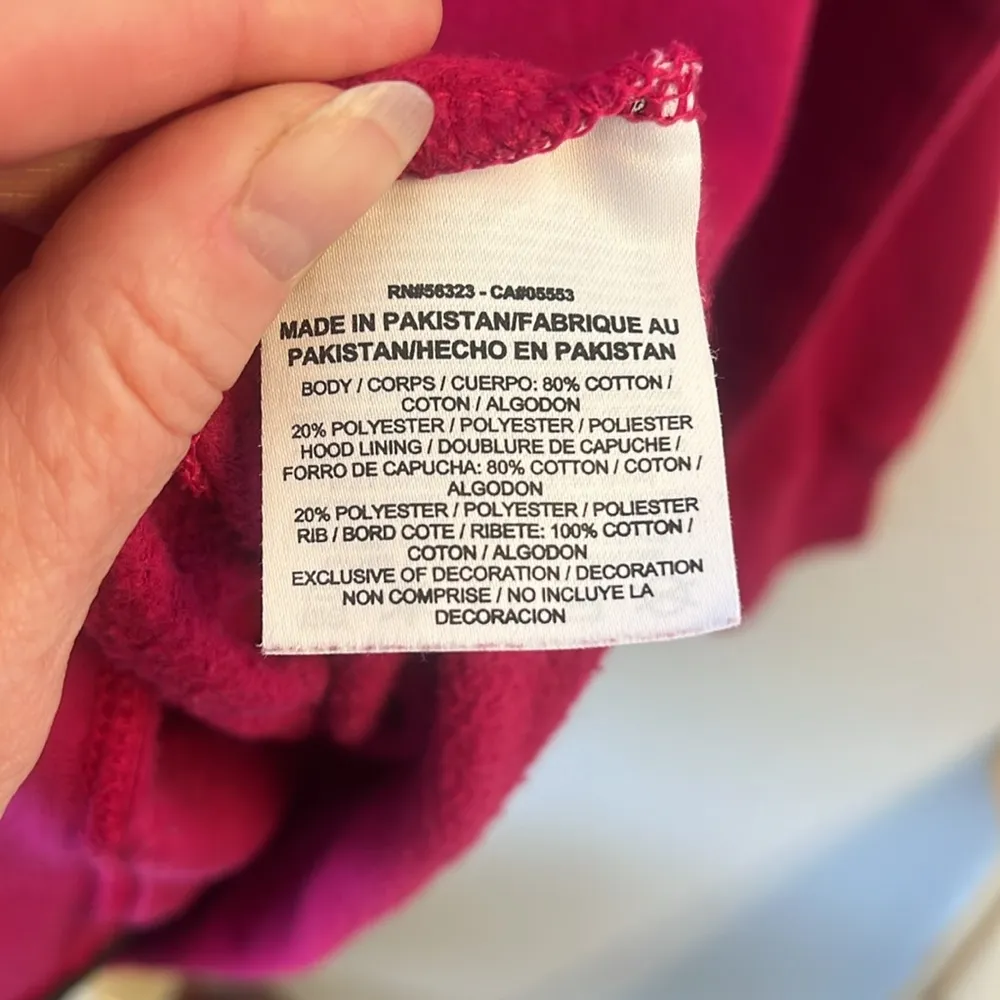 RN#56323 - CA#05553
MADE IN PAKISTAN/FABRIQUE AU
PAKISTAN/HECHO EN PAKISTAN
BODY / CORPS / CUERPO: 80% COTTON /
COTON / ALGODON
20% POLYESTER / POLYESTER / POLIESTER
HOOD LINING / DOUBLURE DE CAPUCHE /
FORRO DE CAPUCHA: 80% COTTON / COTON /
ALGODON
20% POLYESTER / POLYESTER / POLIESTER
RIB / BORD COTE / RIBETE: 100% COTTON /
COTON / ALGODON
EXCLUSIVE OF DECORATION / DECORATION
NON COMPRISE / NO INCLUYE LA
DECORACION